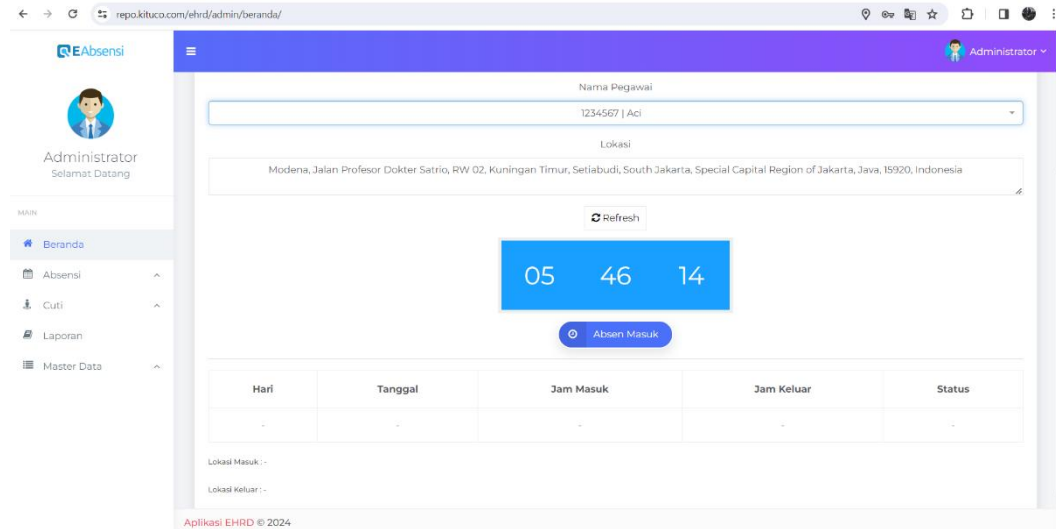 repo.kituco.com/ehrd/admin/beranda/
EAbsensi
Administrator
Administrator
Selamat Datang
MAIN
Beranda
Absensi
Cuti
Laporan
Master Data
Nama Pegawai
1234567 | Aci
Lokasi
Modena, Jalan Profesor Dokter Satrio, RW 02, Kuningan Timur, Setiabudi, South Jakarta, Special Capital Region of Jakarta, Java, 15920, Indonesia
Refresh
05 46 14
Absen Masuk
Hari Tanggal Jam Masuk Jam Keluar Status
- - - - -
Lokasi Masuk : -
Lokasi Keluar : -
Aplikasi EHRD © 2024